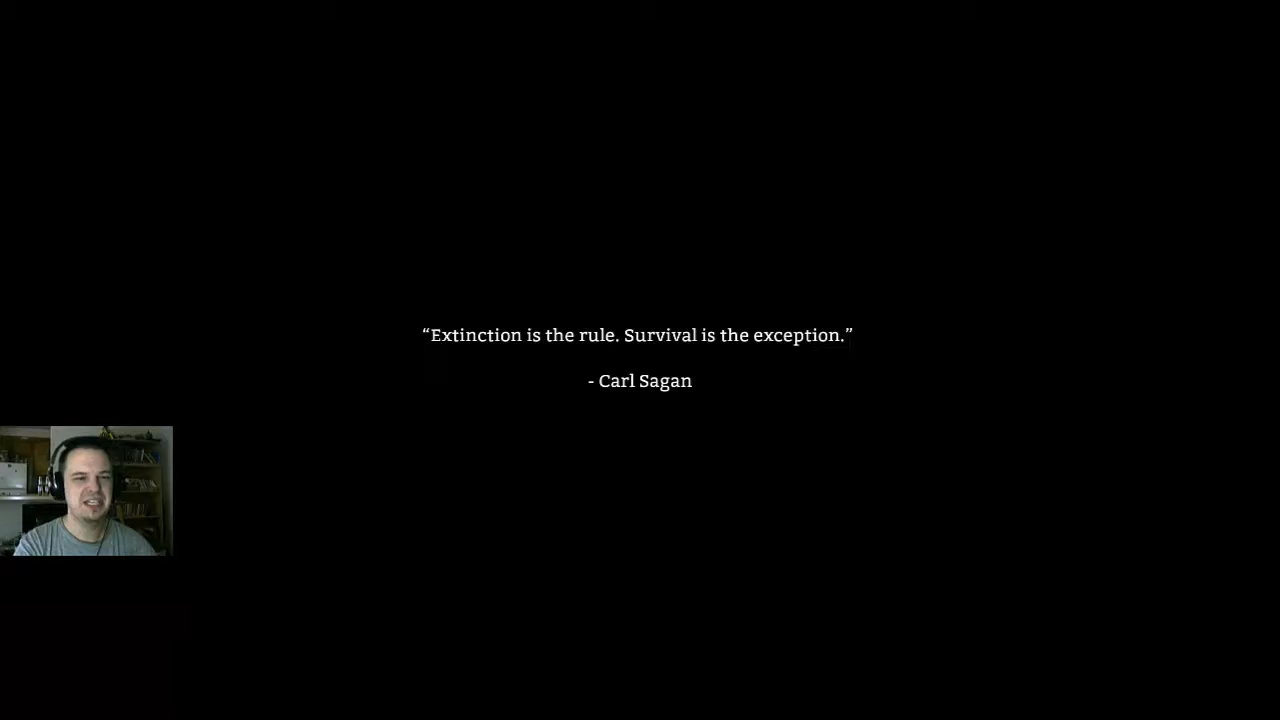 “Extinction is the rule. Survival is the exception.”
- Carl Sagan